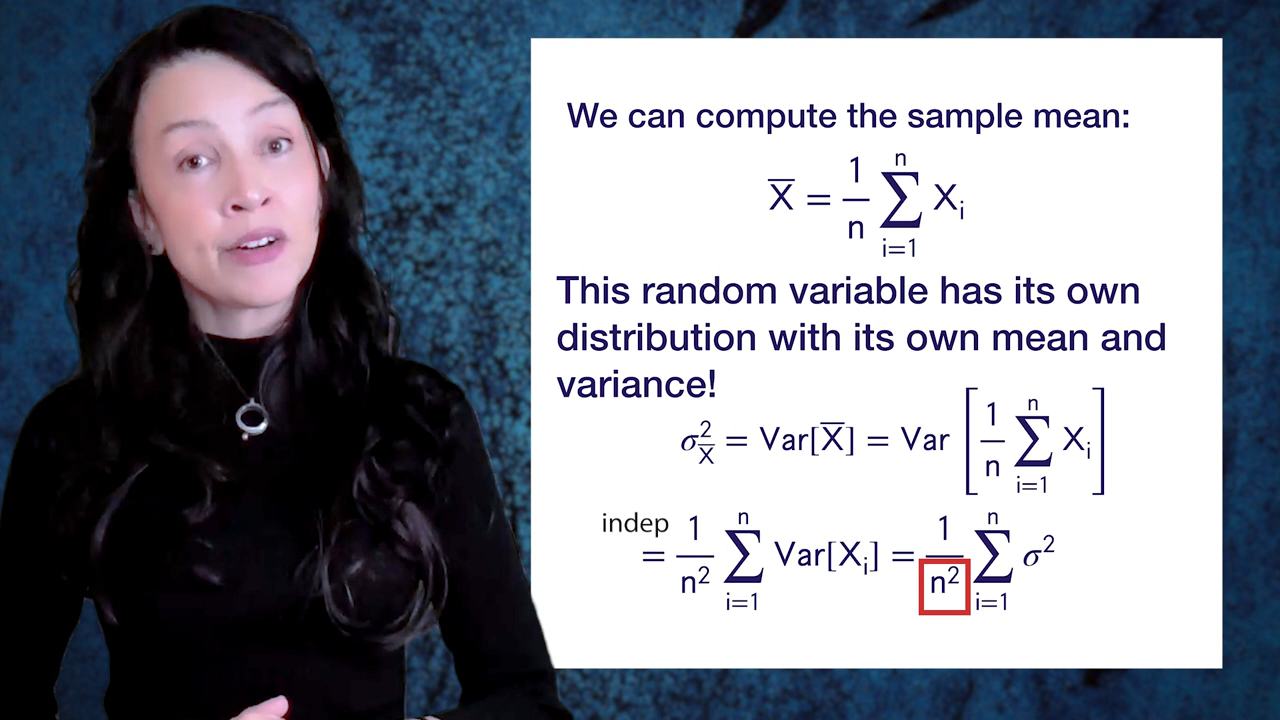 We can compute the sample mean:
X̅ = 1/n ∑_{i=1}^{n} X_i
This random variable has its own
distribution with its own mean and
variance!
σ²_X̅ = Var[X̅] = Var [1/n ∑_{i=1}^{n} X_i]
indep
= 1/n² ∑_{i=1}^{n} Var[X_i] = 1/n² ∑_{i=1}^{n} σ²